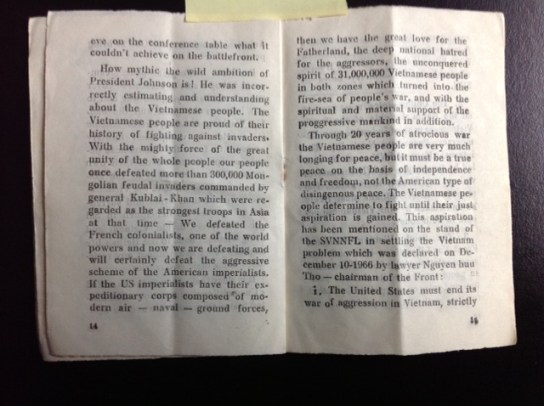 eve on the conference table what it
couldn't achieve on the battlefront.
How mythic the wild ambition of
President Johnson is! He was incor-
rectly estimating and understanding
about the Vietnamese people. The
Vietnamese people are proud of their
history of fighting against invaders.
With the mighty force of the great
unity of the whole people our people
once defeated more than 300,000 Mon-
golian feudal invaders commanded by
general Kublai-Khan which were re-
garded as the strongest troops in Asia
at that time — We defeated the
French colonialists, one of the world
powers and now we are defeating and
will certainly defeat the aggressive
scheme of the American imperialists.
If the US imperialists have their ex-
peditionary corps composed of mo-
dern air — naval — ground forces,
14
then we have the great love for the
Fatherland, the deep national hatred
for the aggressors, the unconquered
spirit of 31,000,000 Vietnamese people
in both zones which turned into the
fire-sea of people's war, and with the
spiritual and material support of the
proggressive mankind in addition.
Through 20 years of atrocious war
the Vietnamese people are very much
longing for peace, but it must be a true
peace on the basis of independence
and freedom, not the American type of
disingenous peace. The Vietnamese pe-
ople determine to fight until their just
aspiration is gained. This aspiration
has been mentioned on the stand of
the SVNNFL in settling the Vietnam
problem which was declared on De-
cember 10-1966 by lawyer Nguyen huu
Tho — chairman of the Front:
1, The United States must end its
war of aggression in Vietnam, strictly
15